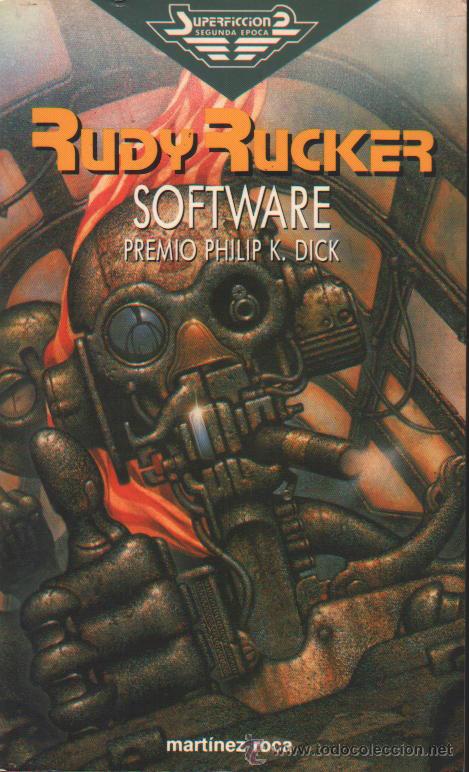 SUPERFICCION 2
SEGUNDA EPOCA
RUDY RUCKER
SOFTWARE
PREMIO PHILIP K. DICK
martínez roca
www.todocoleccion.net